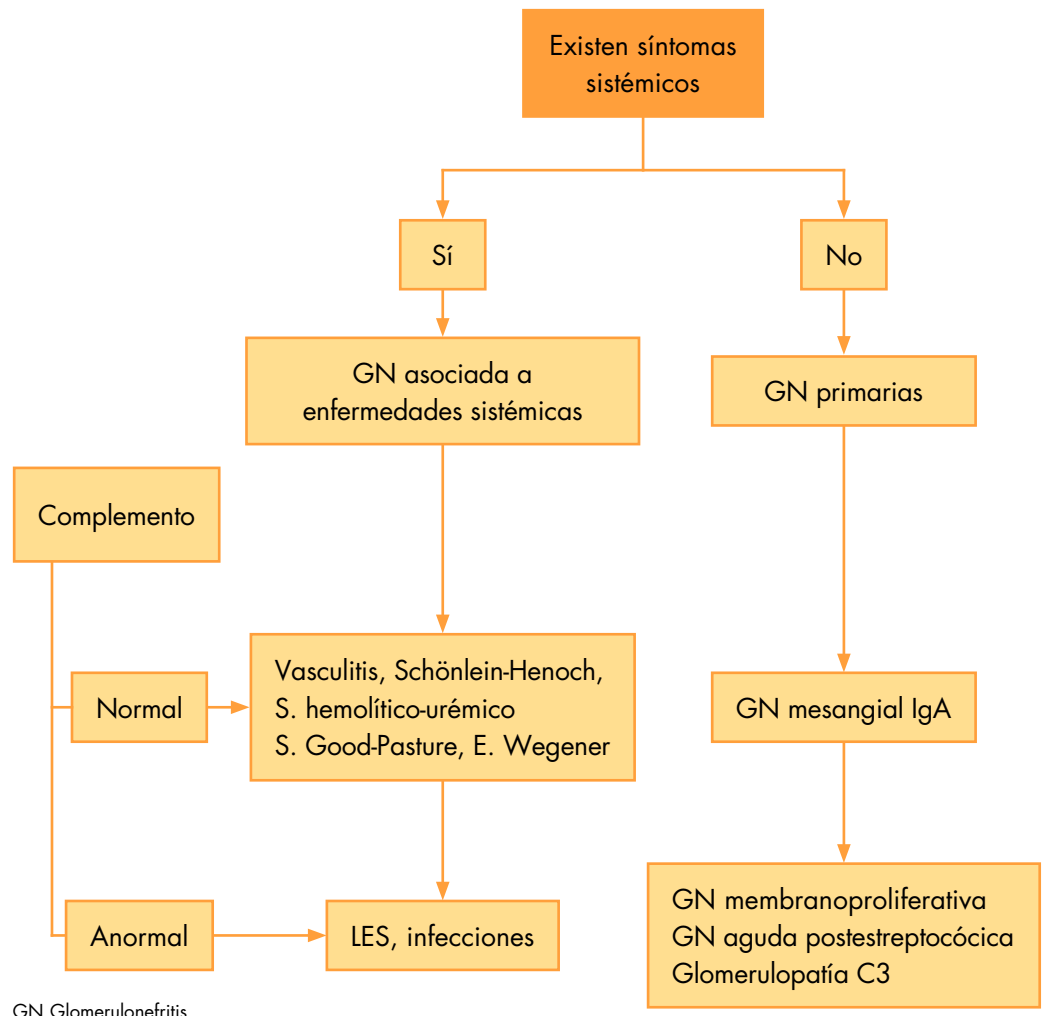 Existen síntomas
sistémicos
Sí
No
GN asociada a
enfermedades sistémicas
GN primarias
Complemento
Normal
Vasculitis, Schönlein-Henoch,
S. hemolítico-urémico
S. Good-Pasture, E. Wegener
GN mesangial IgA
Anormal
LES, infecciones
GN membranoproliferativa
GN aguda postestreptocócica
Glomerulopatía C3
GN Glomerulonefritis